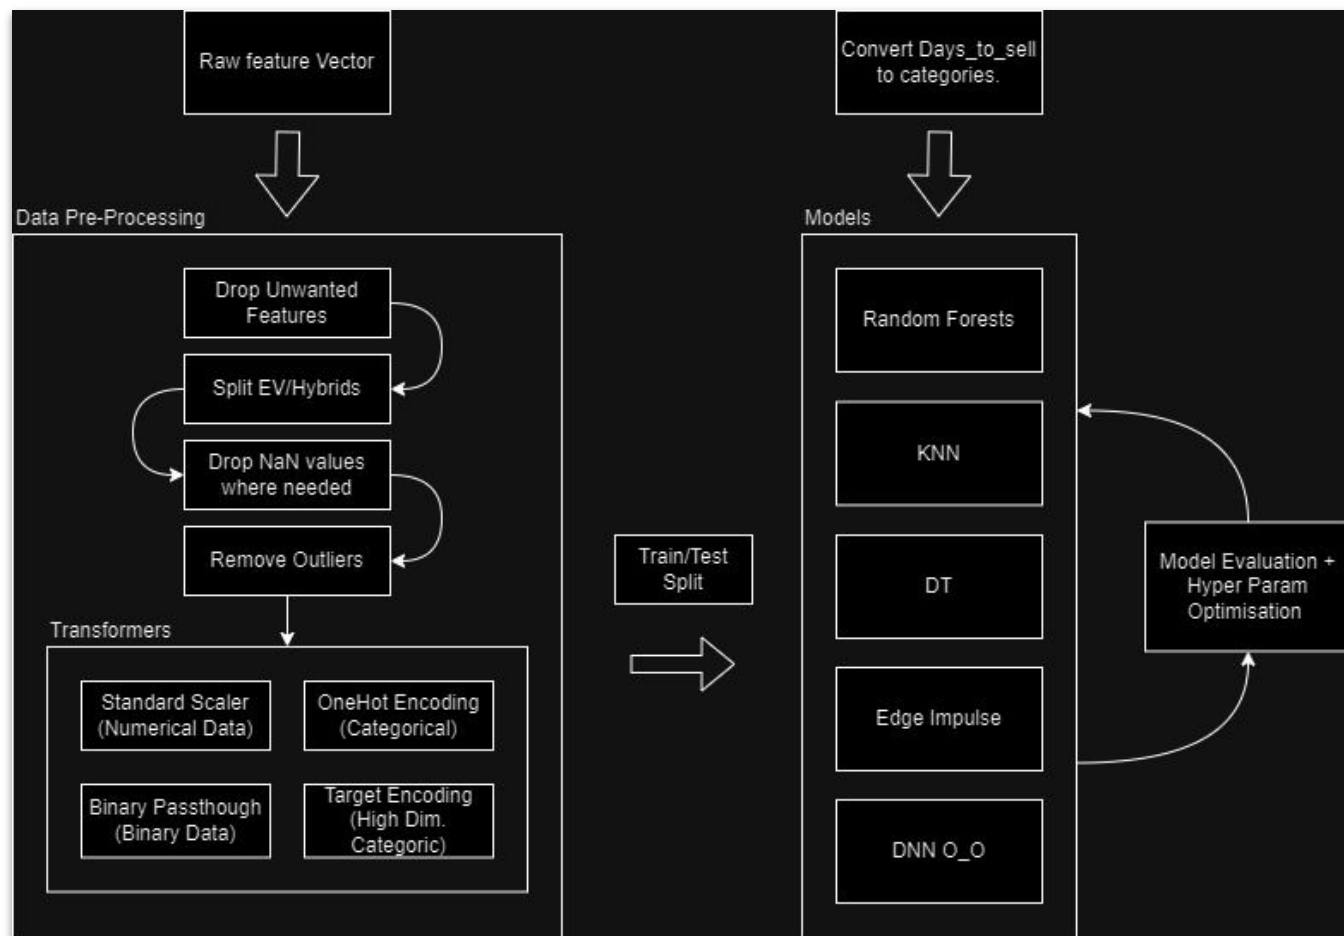 Raw feature Vector
Convert Days_to_sell
to categories.
Data Pre-Processing
Drop Unwanted
Features
Split EV/Hybrids
Drop NaN values
where needed
Remove Outliers
Transformers
Standard Scaler
(Numerical Data)
OneHot Encoding
(Categorical)
Binary Passthough
(Binary Data)
Target Encoding
(High Dim.
Categoric)
Train/Test
Split
Models
Random Forests
KNN
DT
Edge Impulse
DNN O_O
Model Evaluation +
Hyper Param
Optimisation